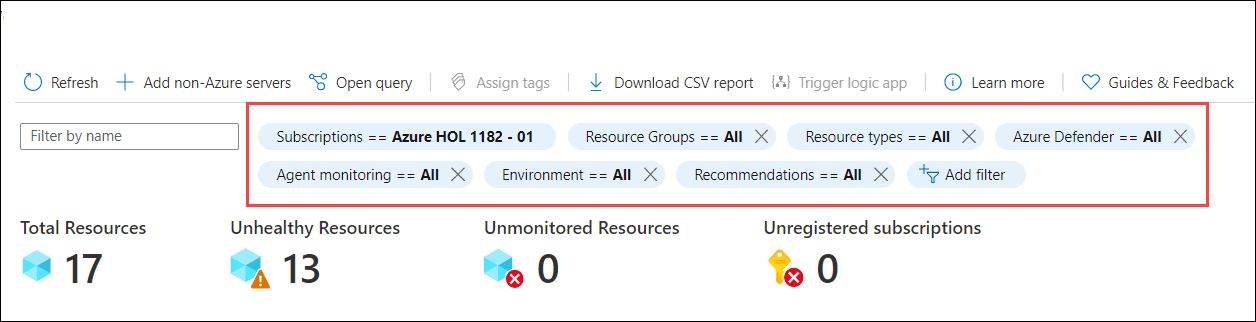 Refresh Add non-Azure servers Open query Assign tags Download CSV report Trigger logic app Learn more Guides & Feedback
Filter by name Subscriptions == Azure HOL 1182 - 01 Resource Groups == All Resource types == All Azure Defender == All
Agent monitoring == All Environment == All Recommendations == All Add filter
Total Resources Unhealthy Resources Unmonitored Resources Unregistered subscriptions
17 13 0 0